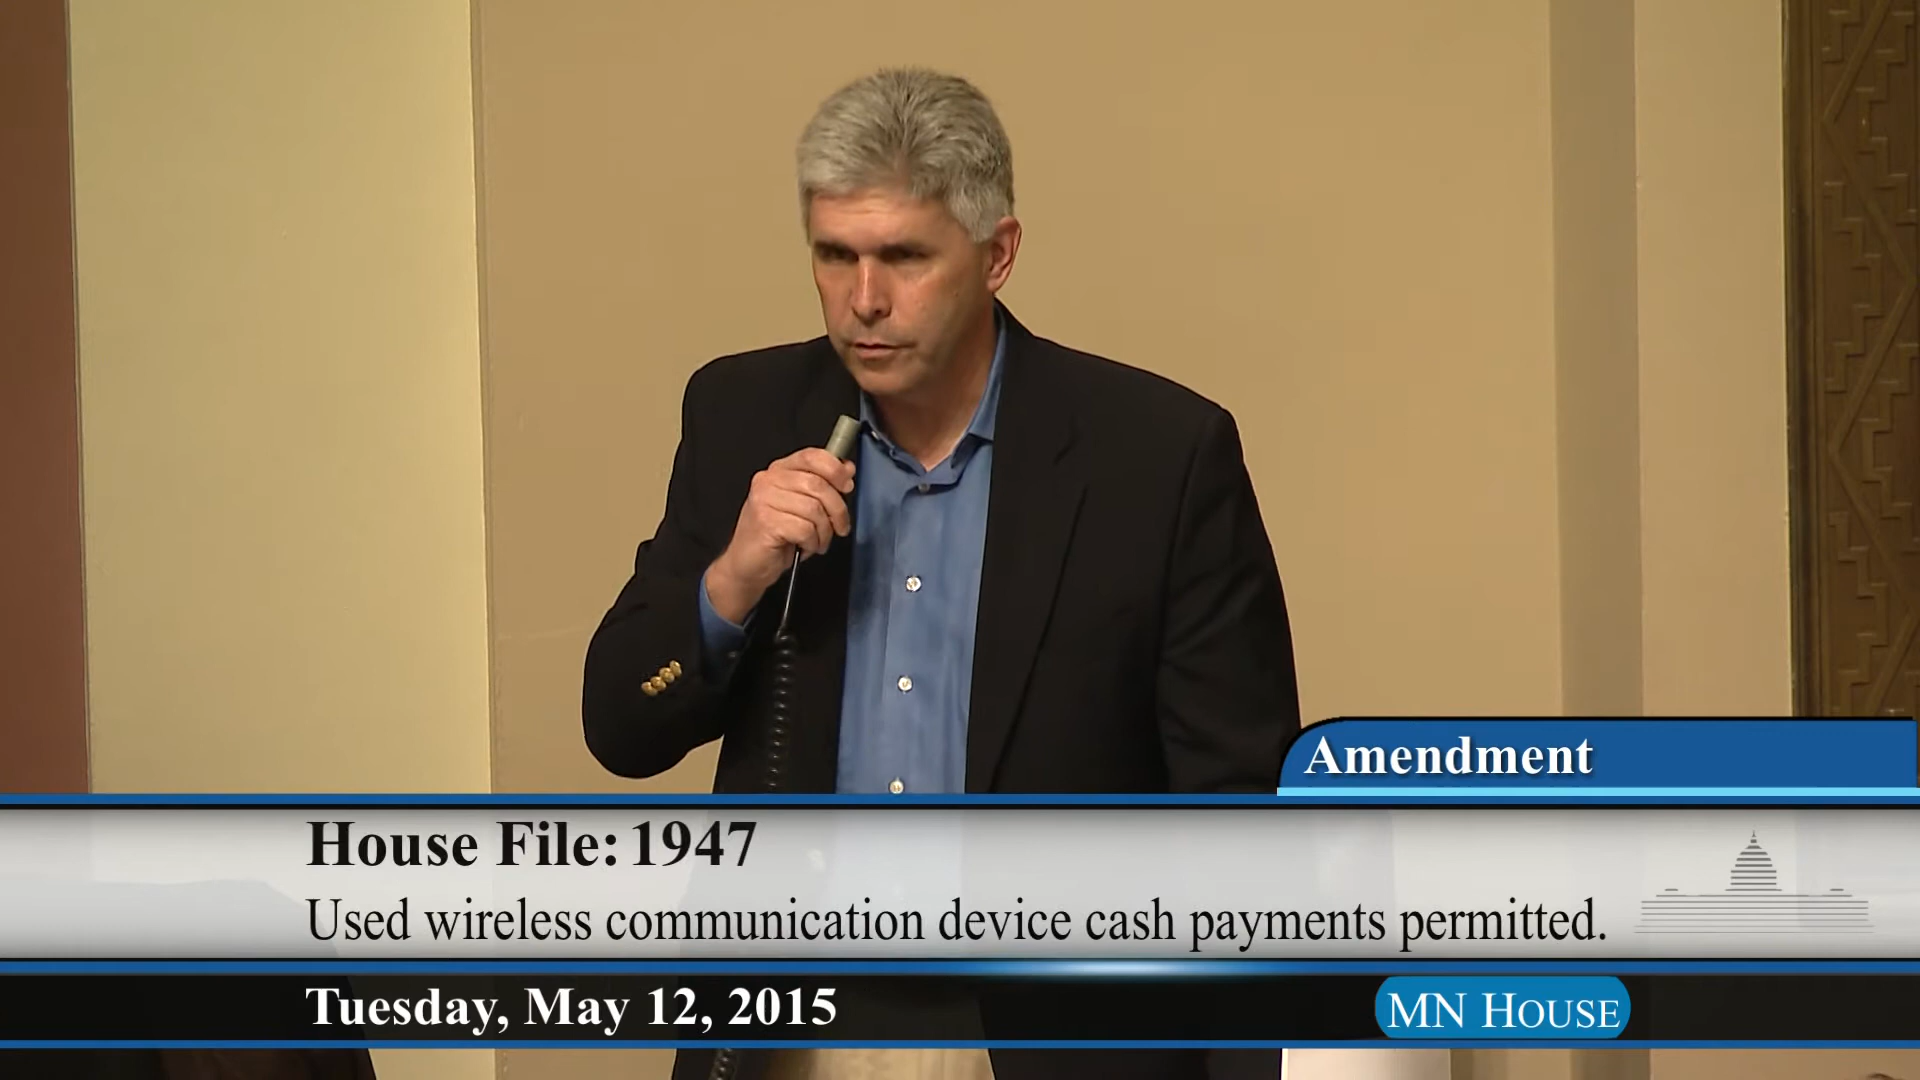 Amendment
House File: 1947
Used wireless communication device cash payments permitted.
Tuesday, May 12, 2015
MN HOUSE